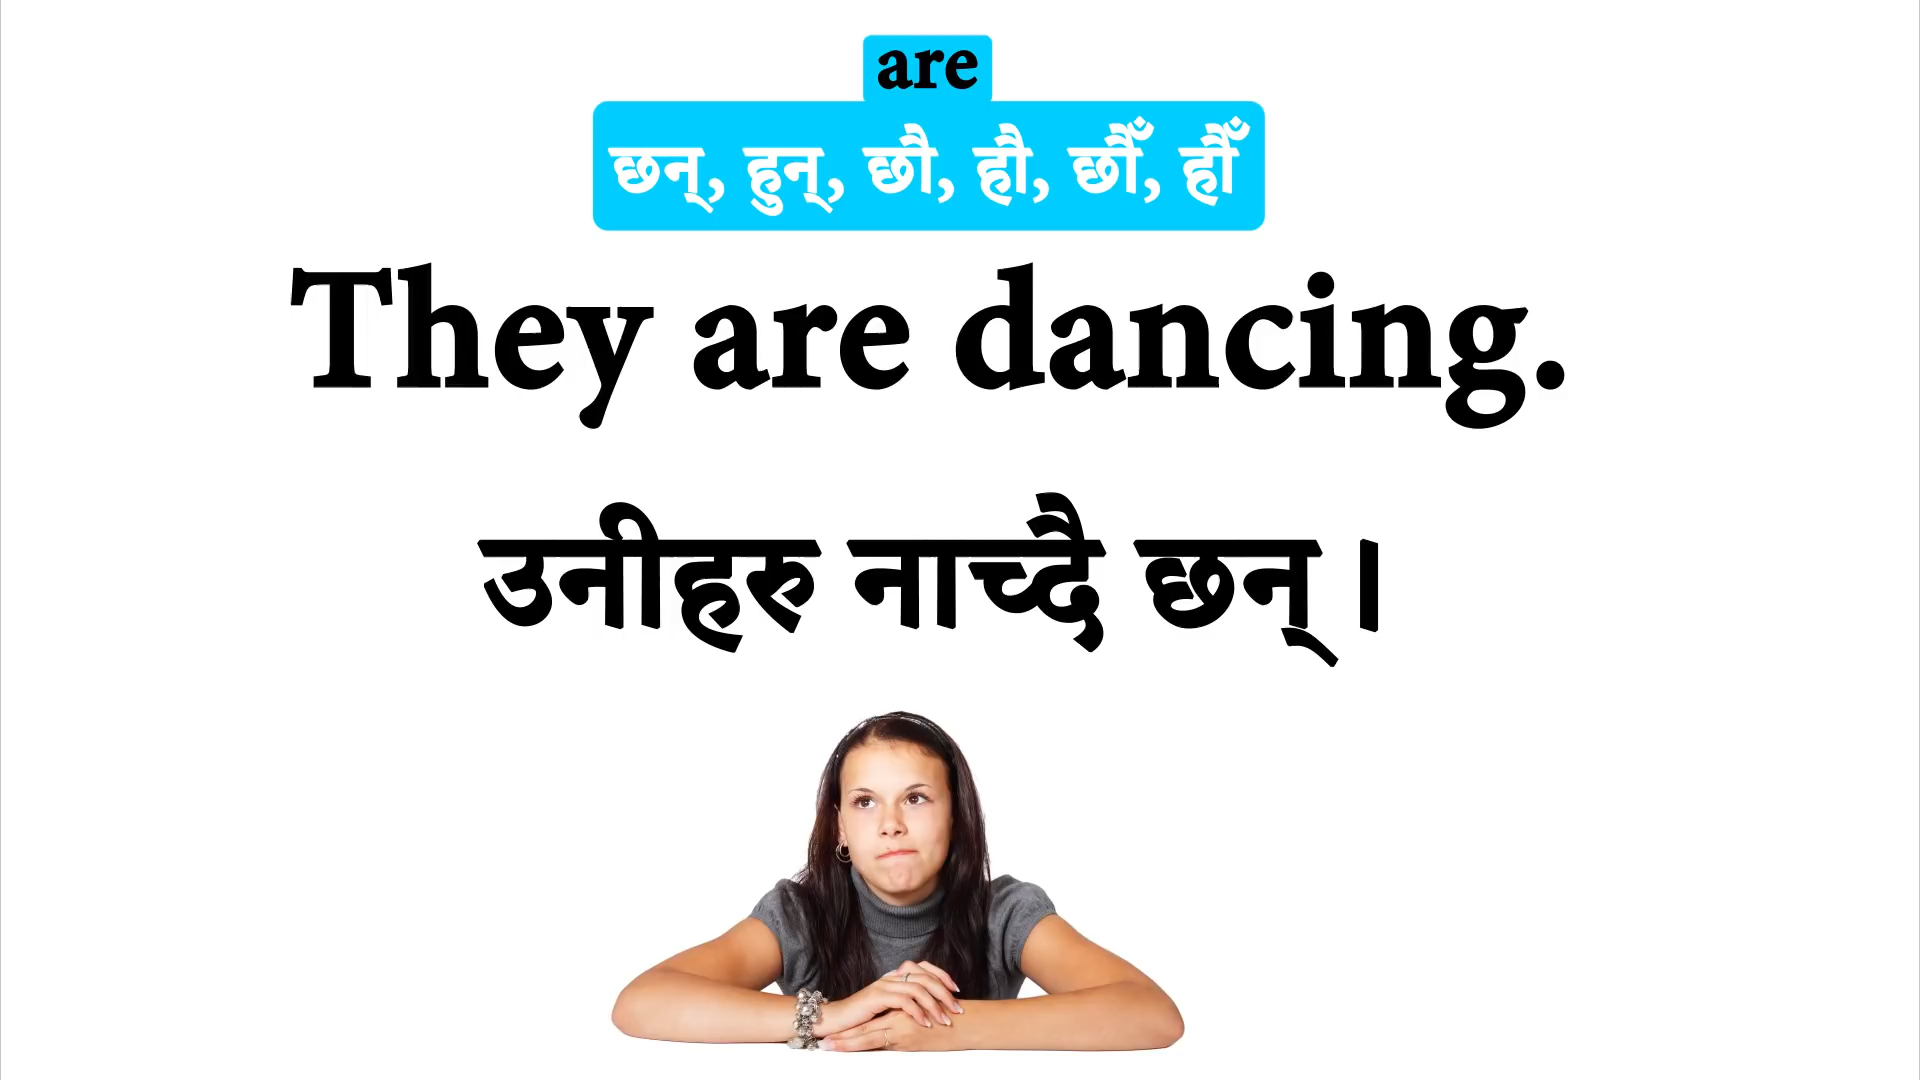 are
छन्, हुन्, छौ, हौ, छौँ, हौँ
They are dancing.
उनीहरु नाच्दै छन् ।